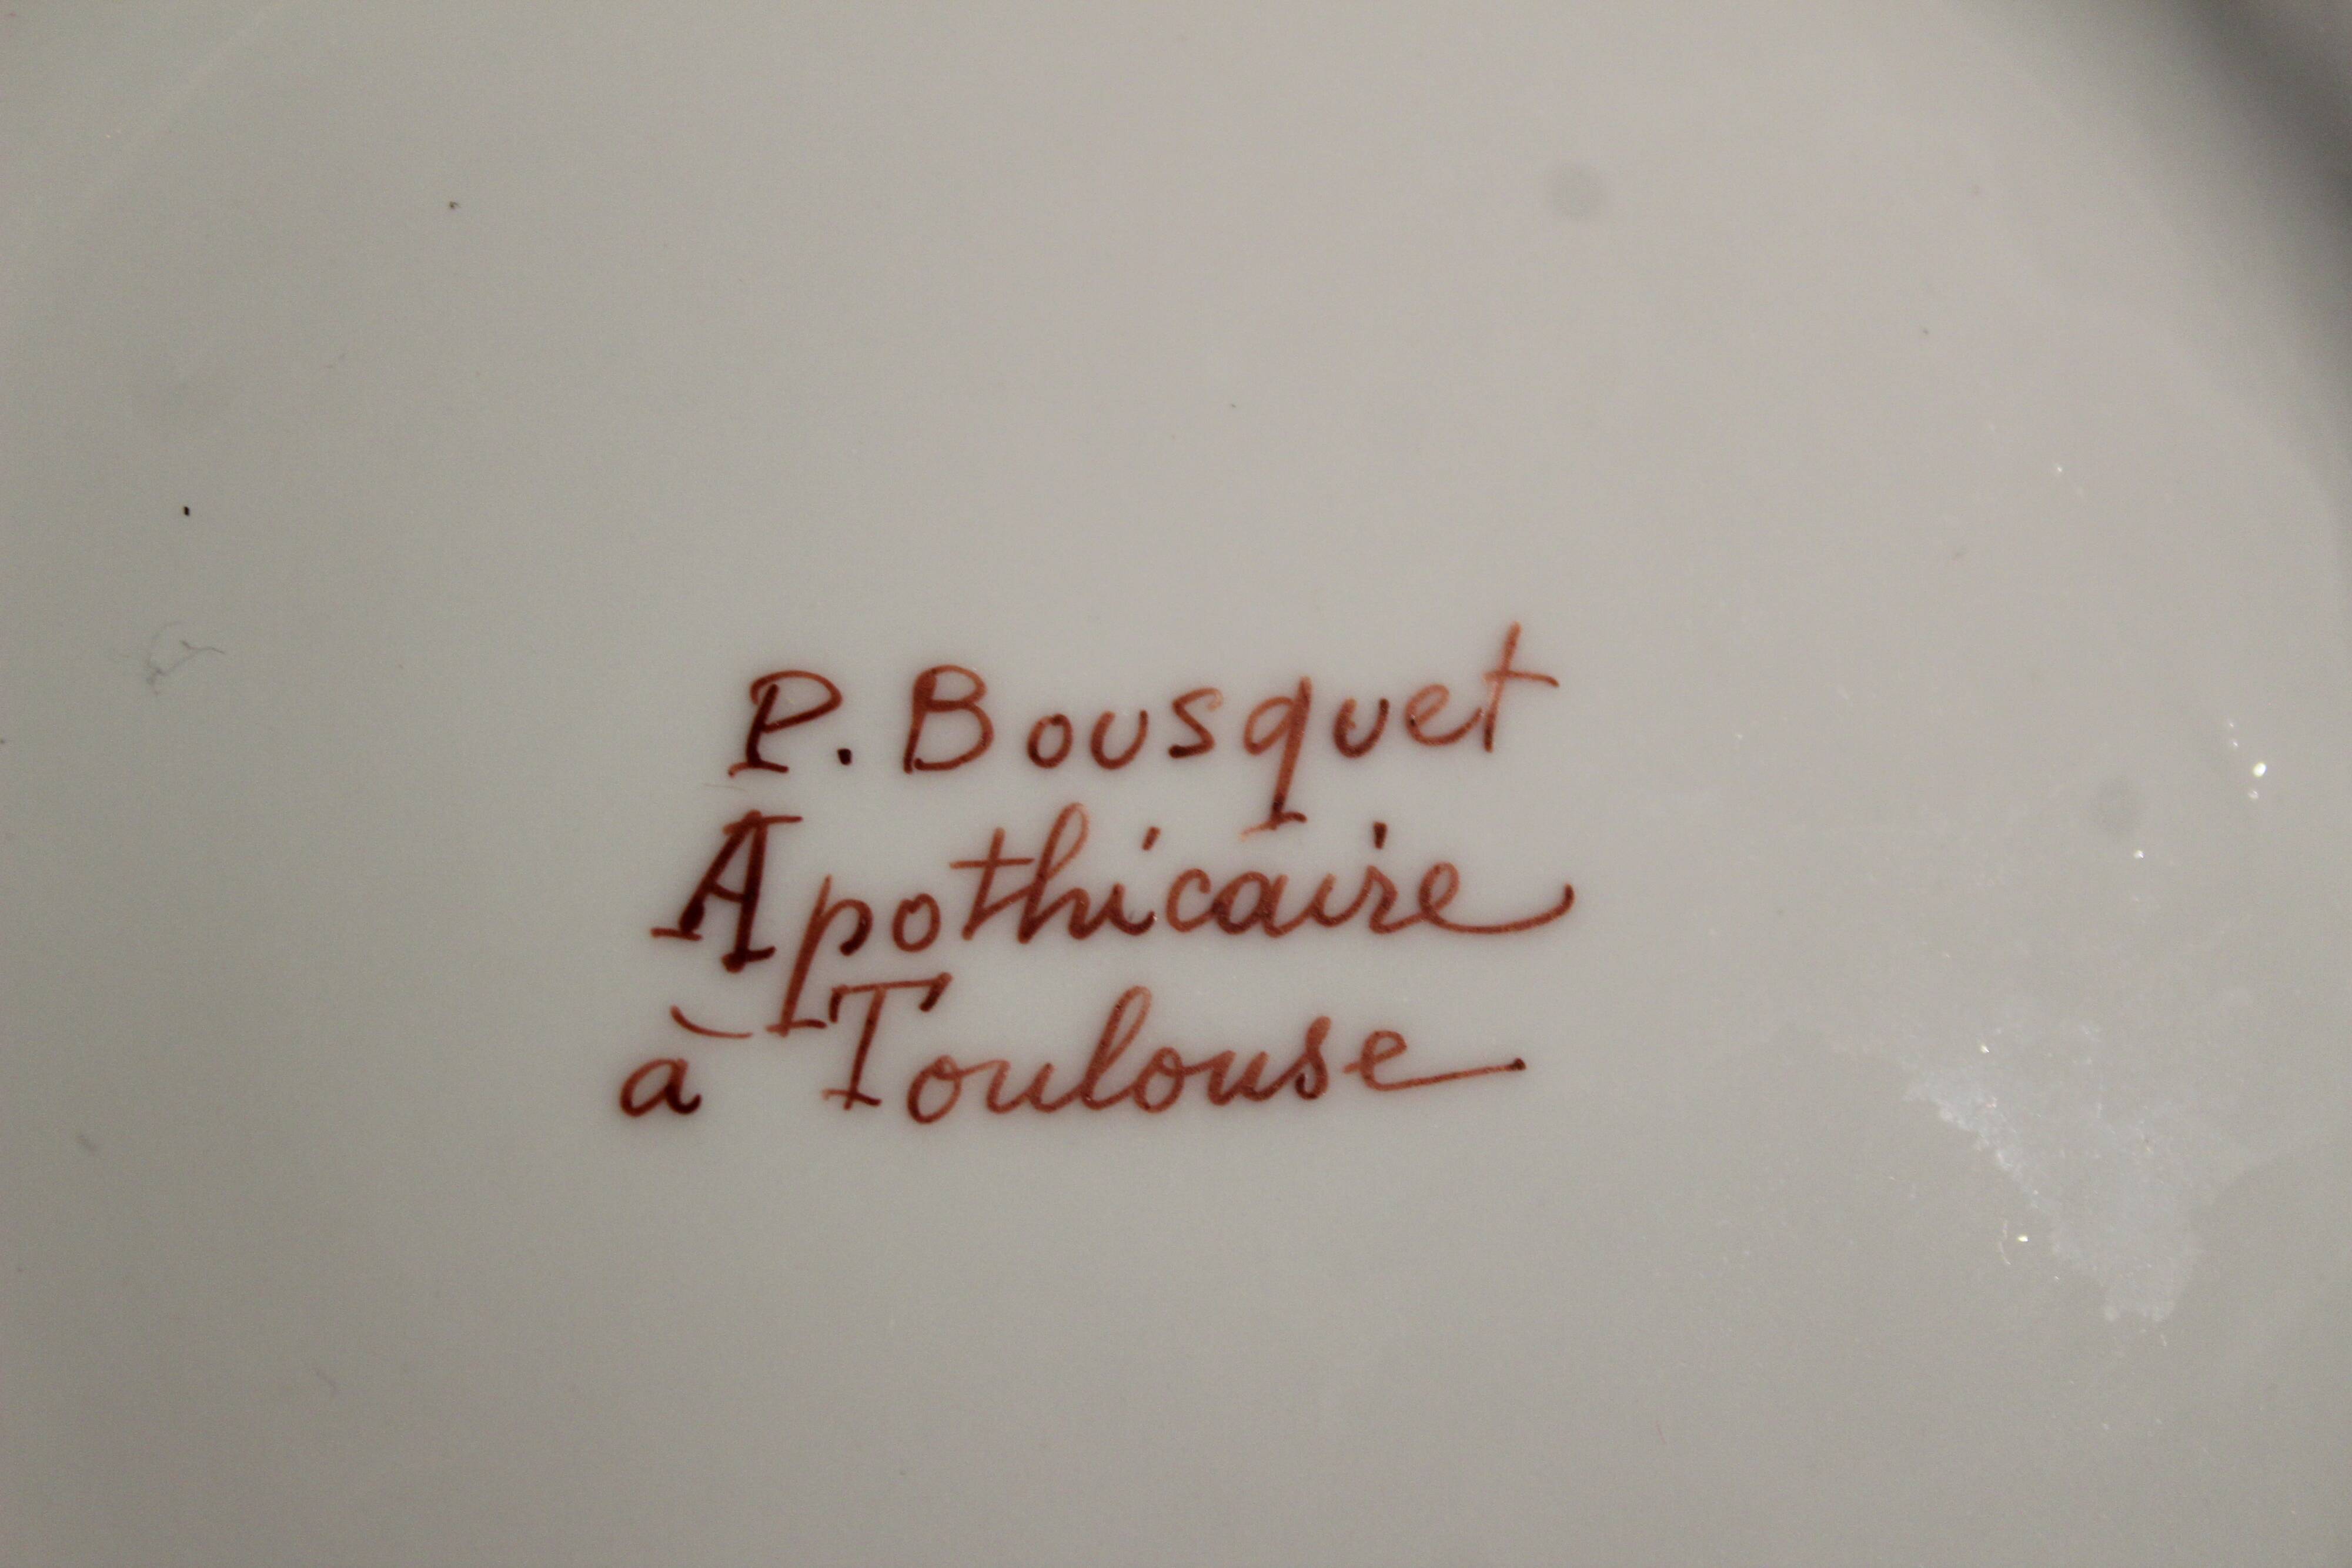 P. Bousquet
Apothicaire
à Toulouse